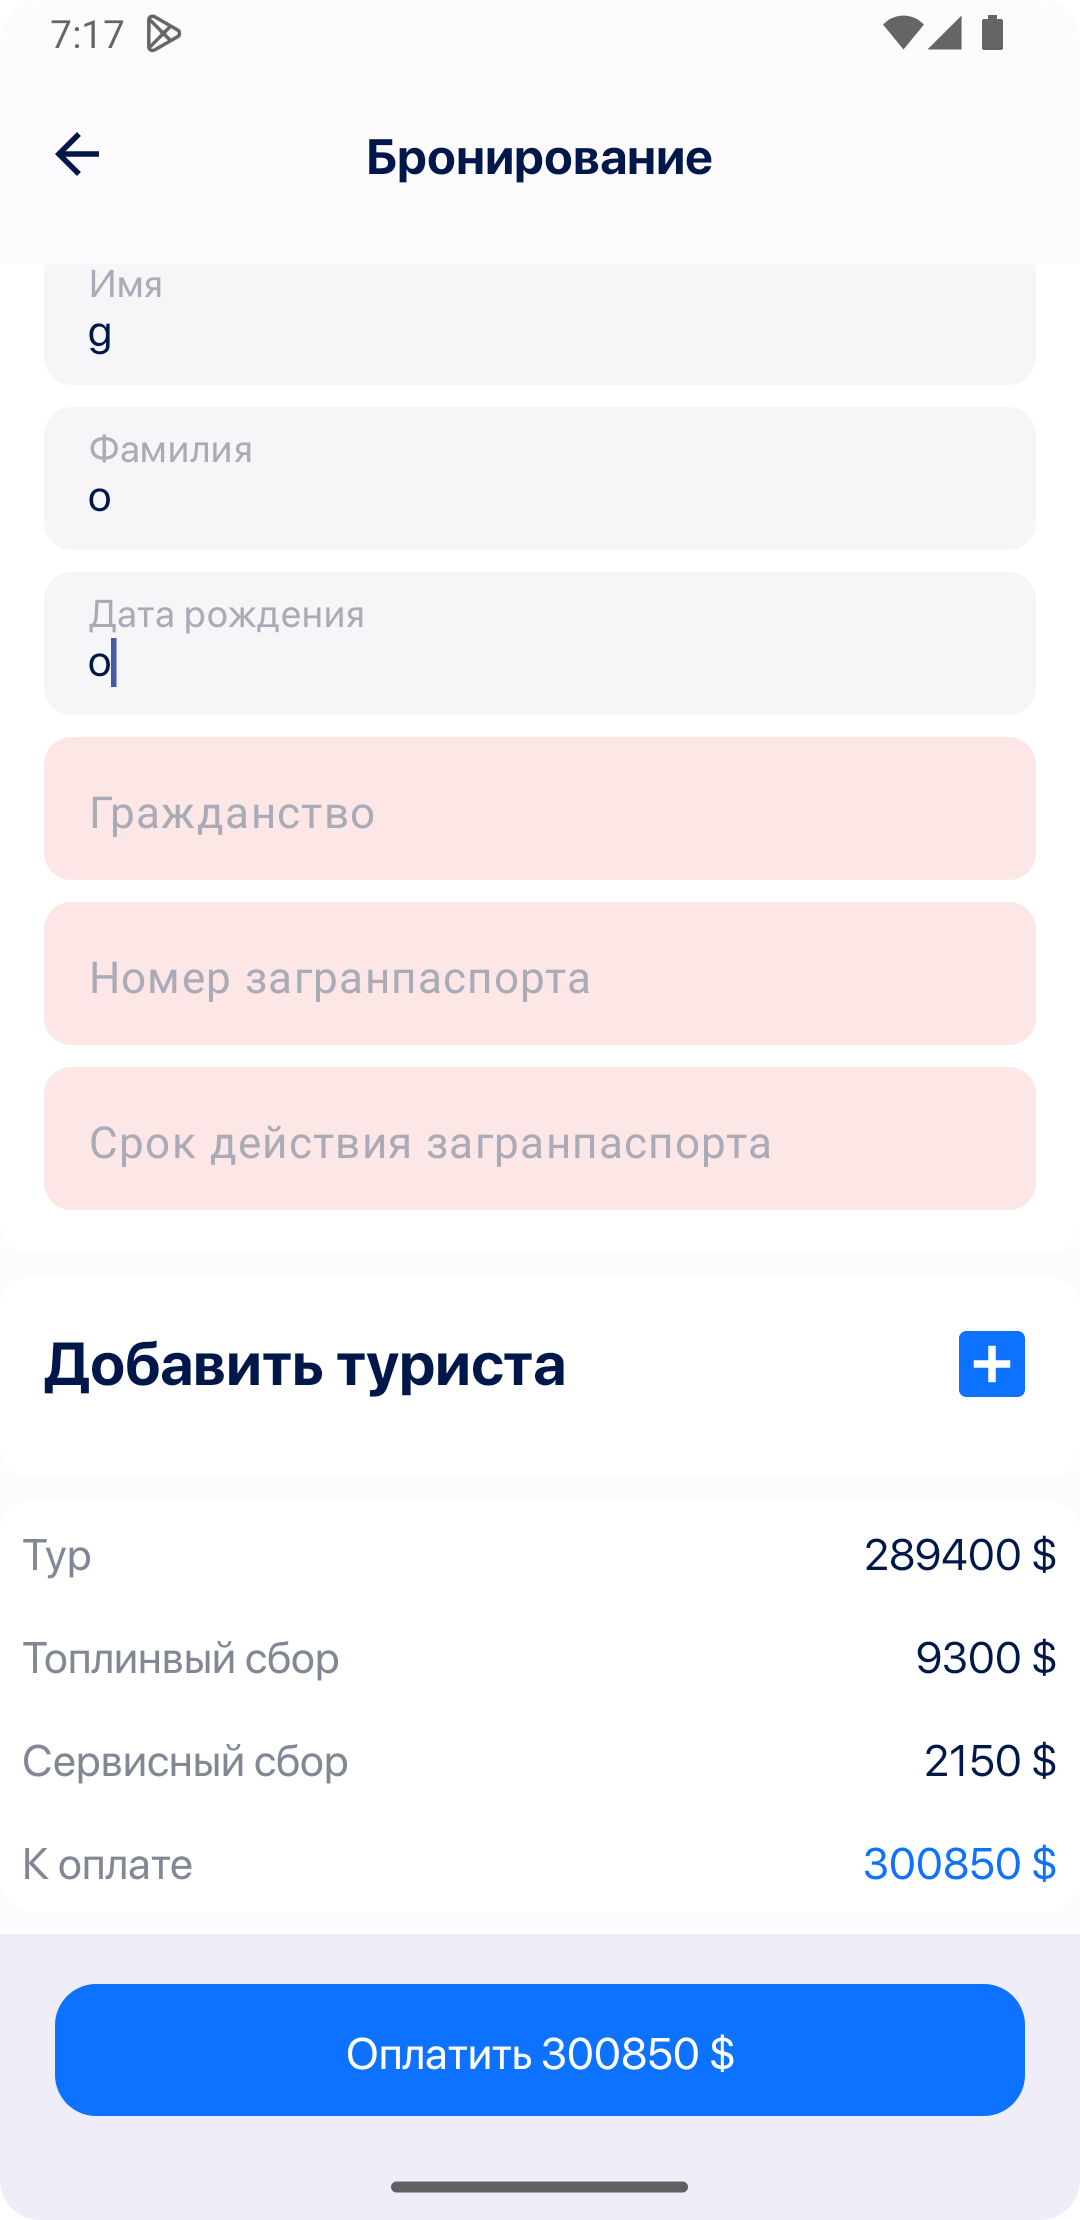 7:17
Бронирование
Имя
g
Фамилия
o
Дата рождения
o
Гражданство
Номер загранпаспорта
Срок действия загранпаспорта
Добавить туриста
Тур 289400 $
Топлинвый сбор 9300 $
Сервисный сбор 2150 $
К оплате 300850 $
Оплатить 300850 $